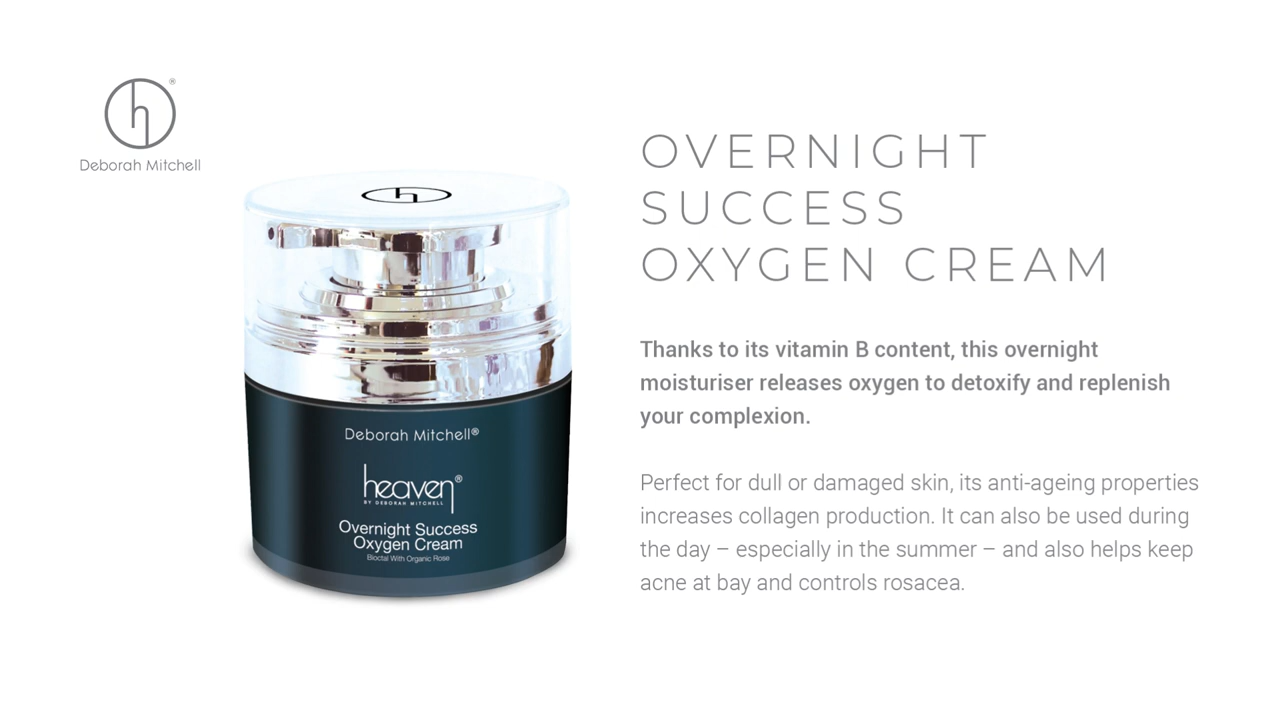 h®
Deborah Mitchell
h
Deborah Mitchell®
heaven®
BY DEBORAH MITCHELL
Overnight Success
Oxygen Cream
Bioctal With Organic Rose
OVERNIGHT
SUCCESS
OXYGEN CREAM
Thanks to its vitamin B content, this overnight
moisturiser releases oxygen to detoxify and replenish
your complexion.
Perfect for dull or damaged skin, its anti-ageing properties
increases collagen production. It can also be used during
the day – especially in the summer – and also helps keep
acne at bay and controls rosacea.